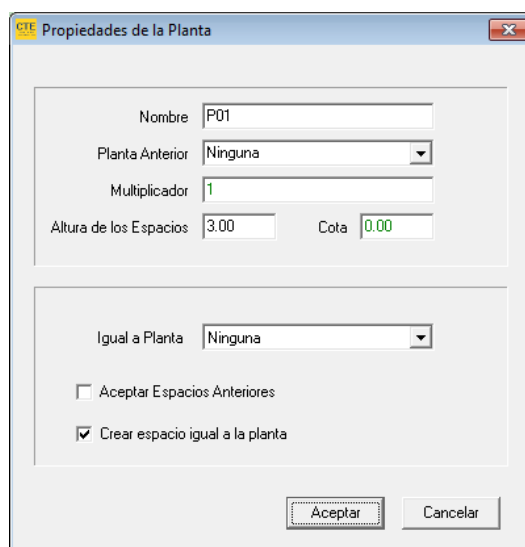 CTE Propiedades de la Planta
Nombre P01
Planta Anterior Ninguna
Multiplicador 1
Altura de los Espacios 3.00 Cota 0.00
Igual a Planta Ninguna
Aceptar Espacios Anteriores
Crear espacio igual a la planta
Aceptar Cancelar